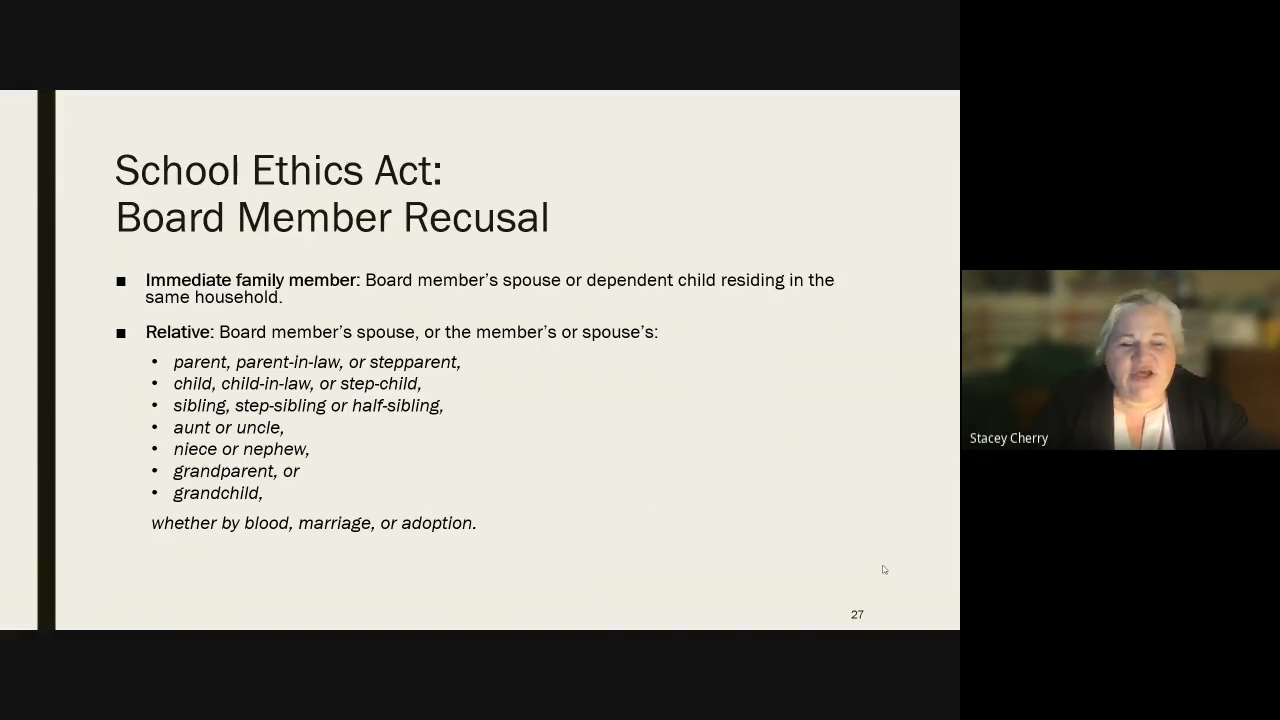 School Ethics Act:
Board Member Recusal
■ Immediate family member: Board member’s spouse or dependent child residing in the
same household.
■ Relative: Board member’s spouse, or the member’s or spouse’s:
• parent, parent-in-law, or stepparent,
• child, child-in-law, or step-child,
• sibling, step-sibling or half-sibling,
• aunt or uncle,
• niece or nephew,
• grandparent, or
• grandchild,
whether by blood, marriage, or adoption.
27
Stacey Cherry